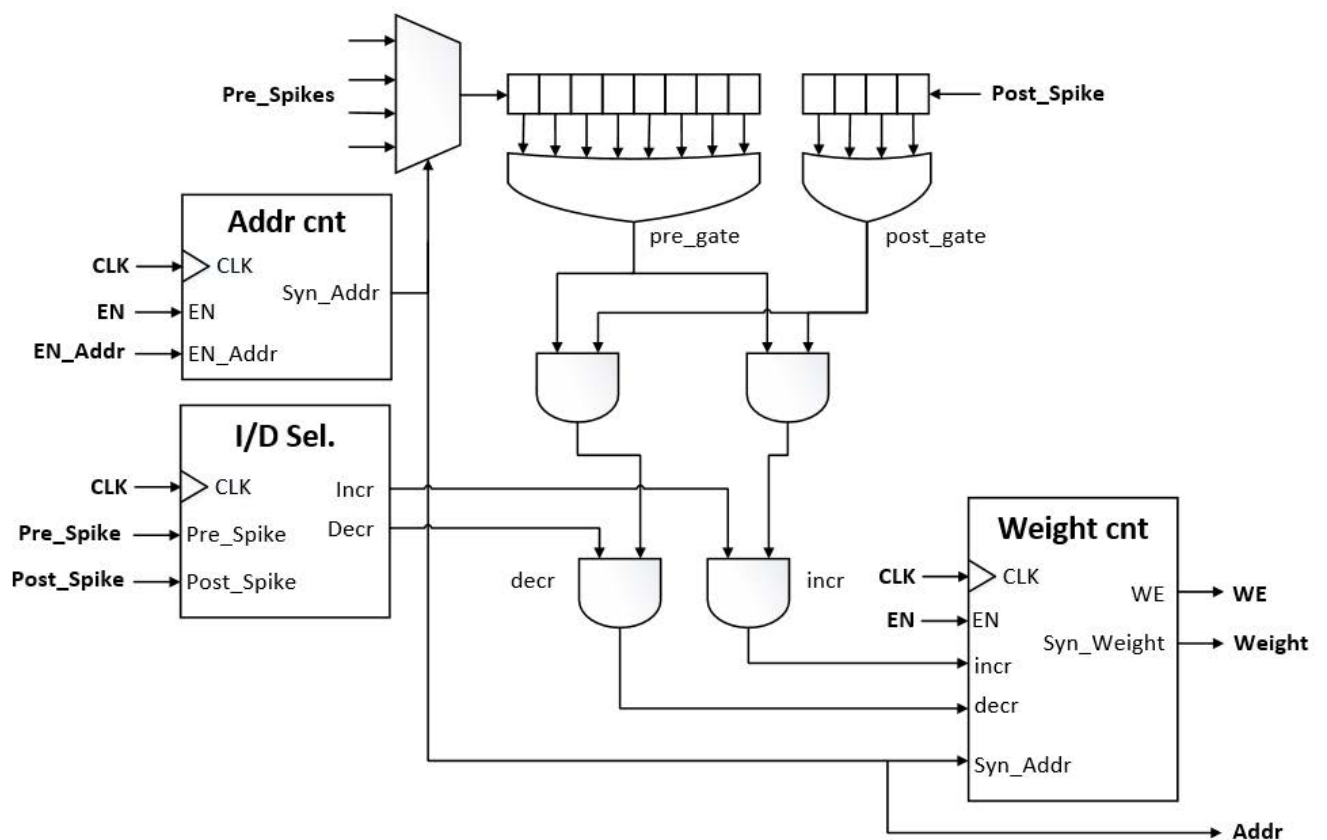 Pre_Spikes
Post_Spike
pre_gate
post_gate
Addr cnt
CLK
CLK
Syn_Addr
EN
EN
EN_Addr
EN_Addr
I/D Sel.
CLK
CLK
Incr
Pre_Spike
Pre_Spike
Decr
Post_Spike
Post_Spike
decr
incr
Weight cnt
CLK
CLK
WE
WE
EN
EN
Syn_Weight
Weight
incr
decr
Syn_Addr
Addr